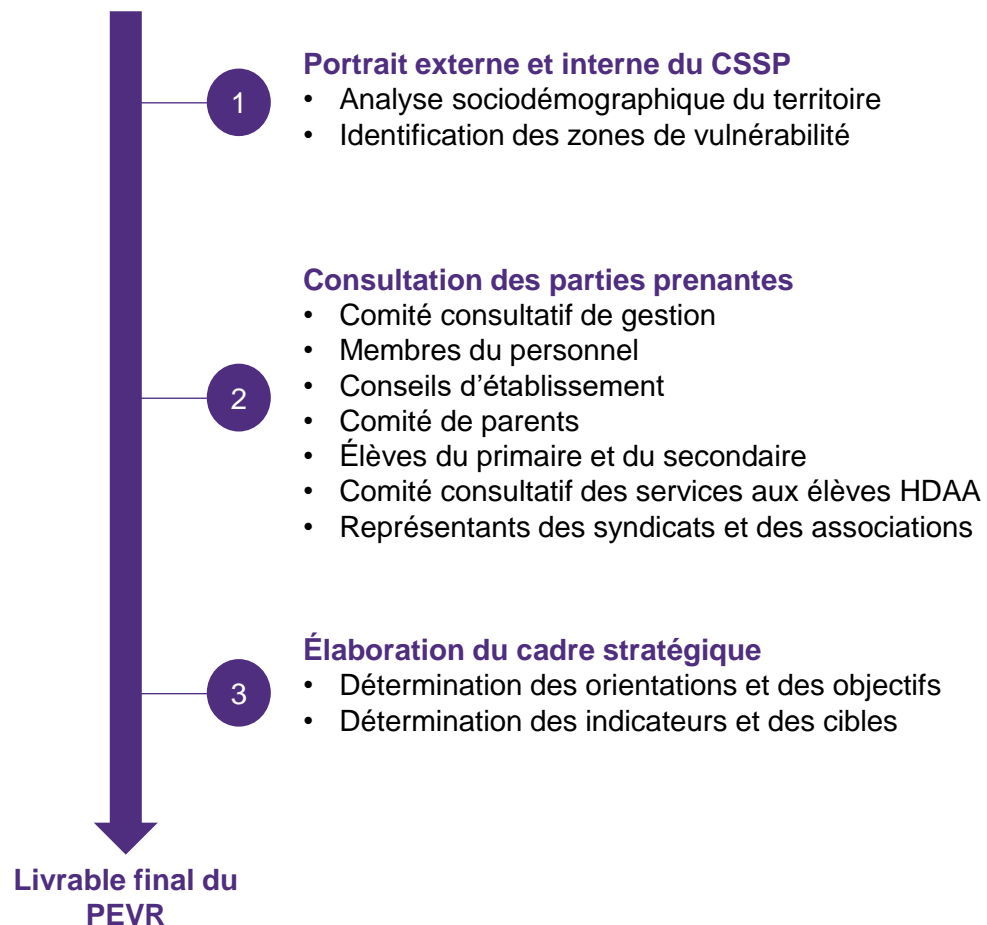 Portrait externe et interne du CSSP
1
• Analyse sociodémographique du territoire
• Identification des zones de vulnérabilité
Consultation des parties prenantes
• Comité consultatif de gestion
• Membres du personnel
• Conseils d’établissement
2
• Comité de parents
• Élèves du primaire et du secondaire
• Comité consultatif des services aux élèves HDAA
• Représentants des syndicats et des associations
Élaboration du cadre stratégique
3
• Détermination des orientations et des objectifs
• Détermination des indicateurs et des cibles
Livrable final du
PEVR